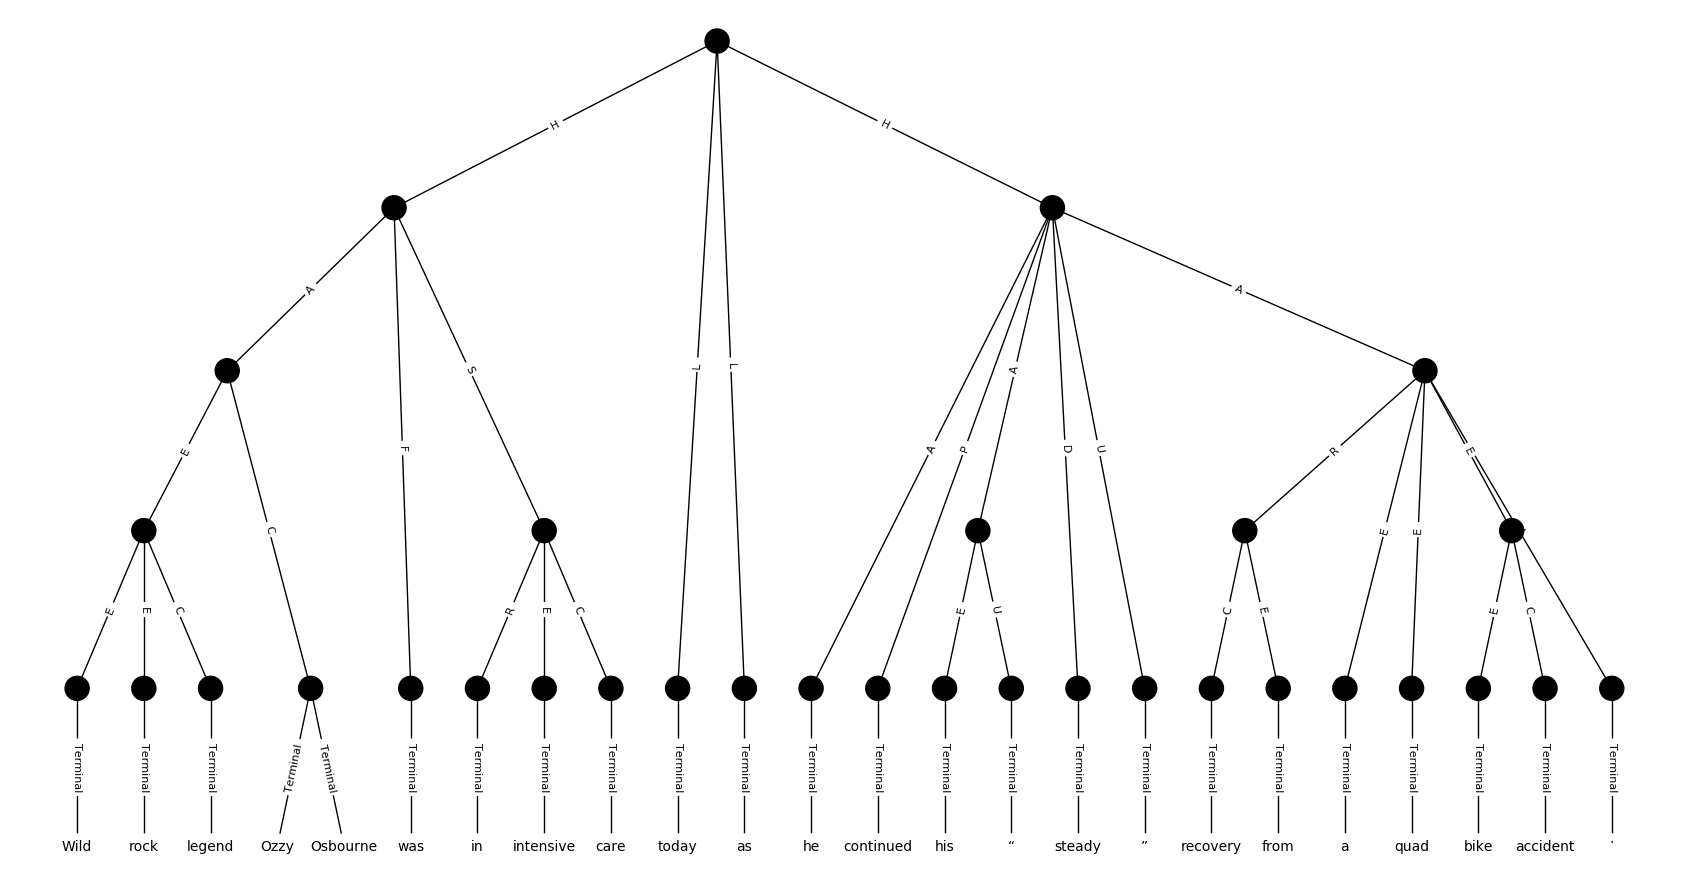 H H
A A
F S L L A P A D U R E E E
E C
E E C R E C E U C E E C
Terminal Terminal Terminal Terminal Terminal Terminal Terminal Terminal Terminal Terminal Terminal Terminal Terminal Terminal Terminal Terminal Terminal Terminal Terminal Terminal Terminal Terminal Terminal Terminal
Wild rock legend Ozzy Osbourne was in intensive care today as he continued his “ steady ” recovery from a quad bike accident .